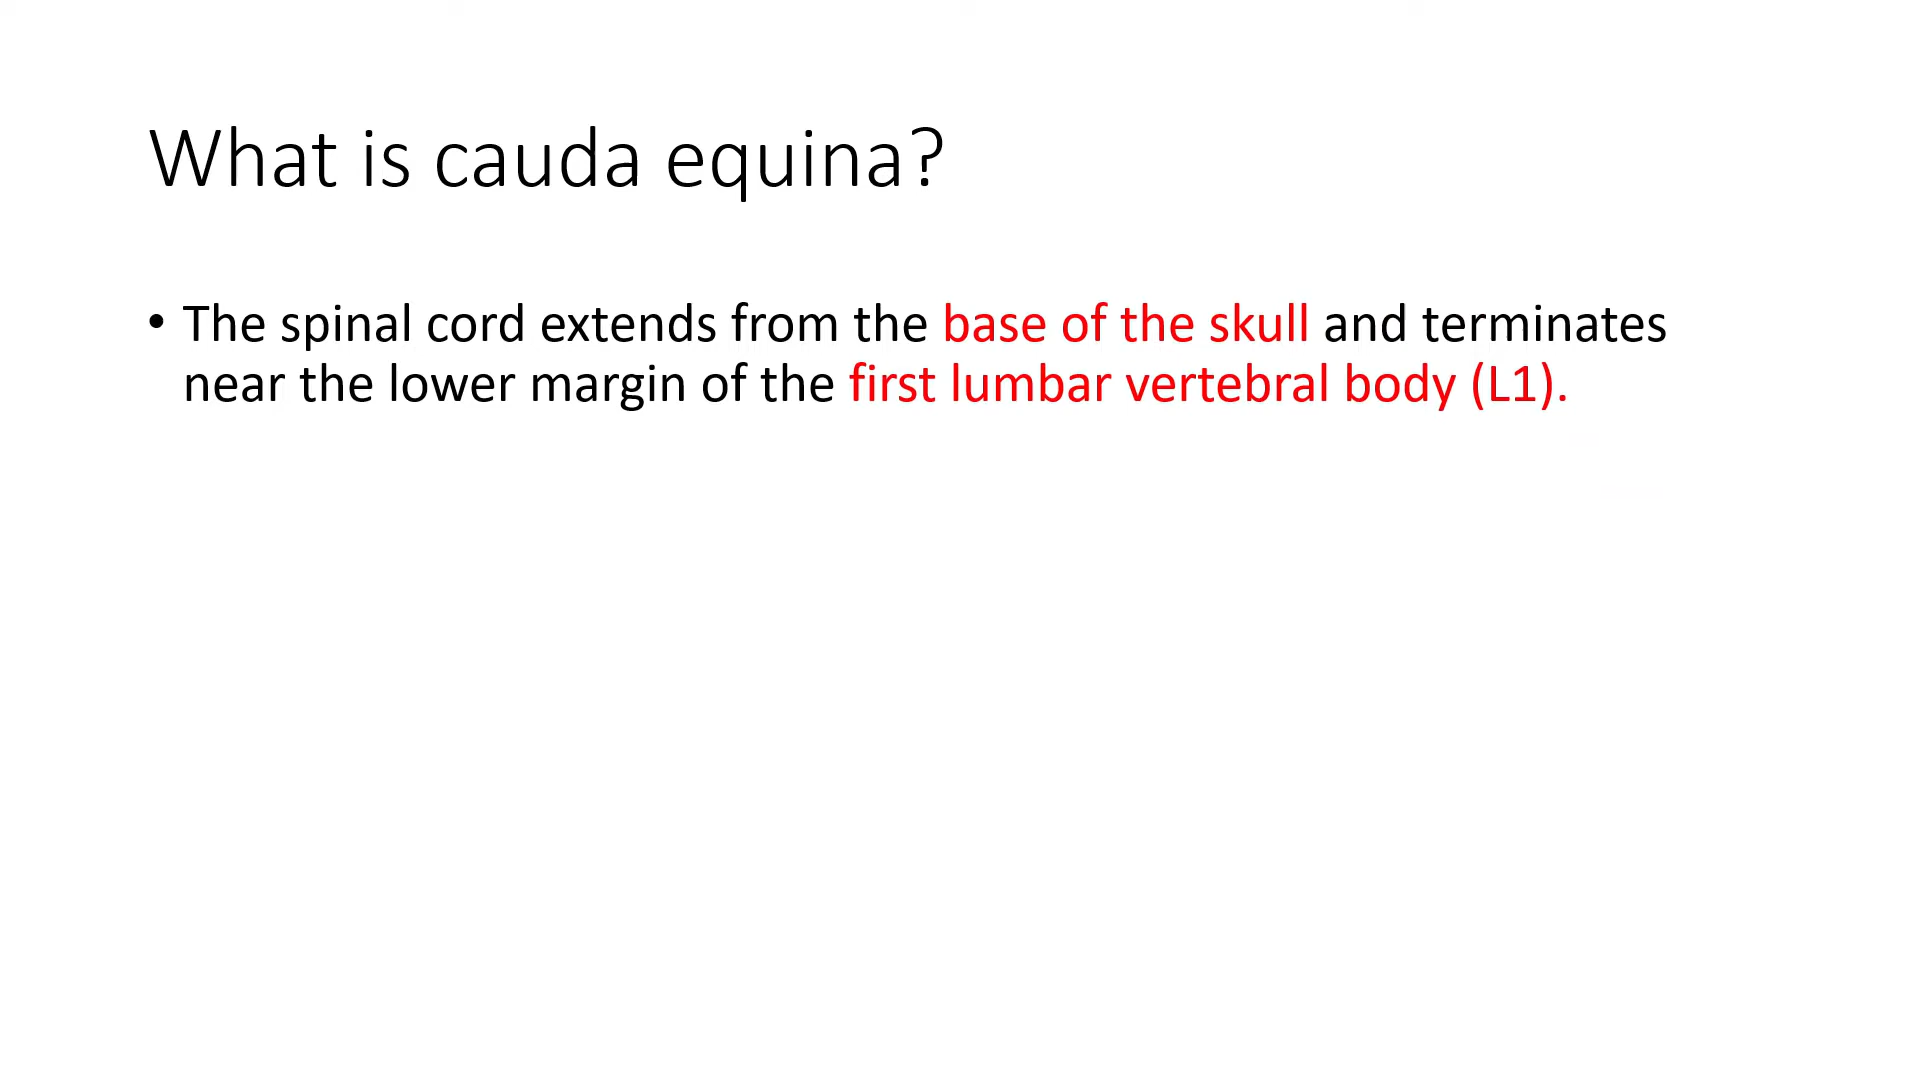 What is cauda equina?
• The spinal cord extends from the base of the skull and terminates
near the lower margin of the first lumbar vertebral body (L1).